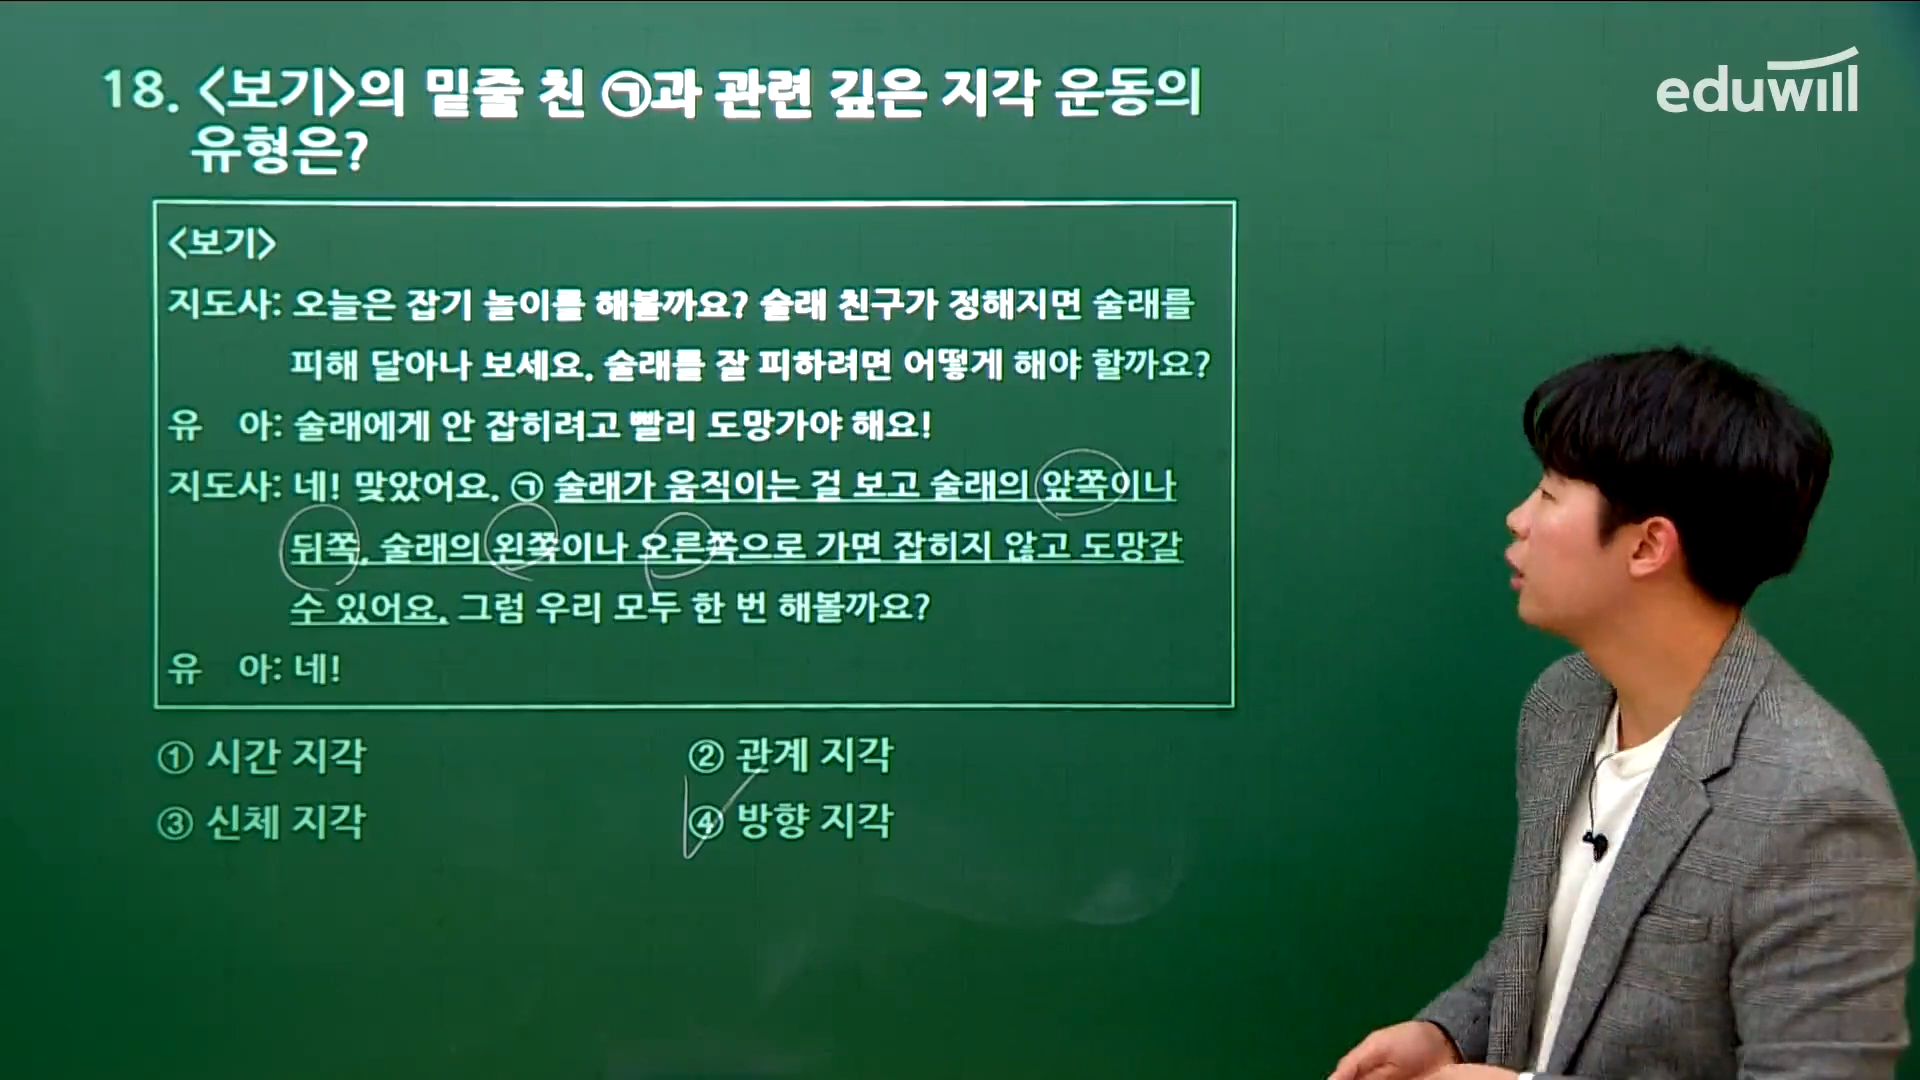 18. <보기>의 밑줄 친 ㉠과 관련 깊은 지각 운동의
유형은?
eduwill
<보기>
지도사: 오늘은 잡기 놀이를 해볼까요? 술래 친구가 정해지면 술래를
피해 달아나 보세요. 술래를 잘 피하려면 어떻게 해야 할까요?
유 아: 술래에게 안 잡히려고 빨리 도망가야 해요!
지도사: 네! 맞았어요. ㉠ 술래가 움직이는 걸 보고 술래의 앞쪽이나
뒤쪽, 술래의 왼쪽이나 오른쪽으로 가면 잡히지 않고 도망갈
수 있어요. 그럼 우리 모두 한 번 해볼까요?
유 아: 네!
① 시간 지각 ② 관계 지각
③ 신체 지각 ④ 방향 지각